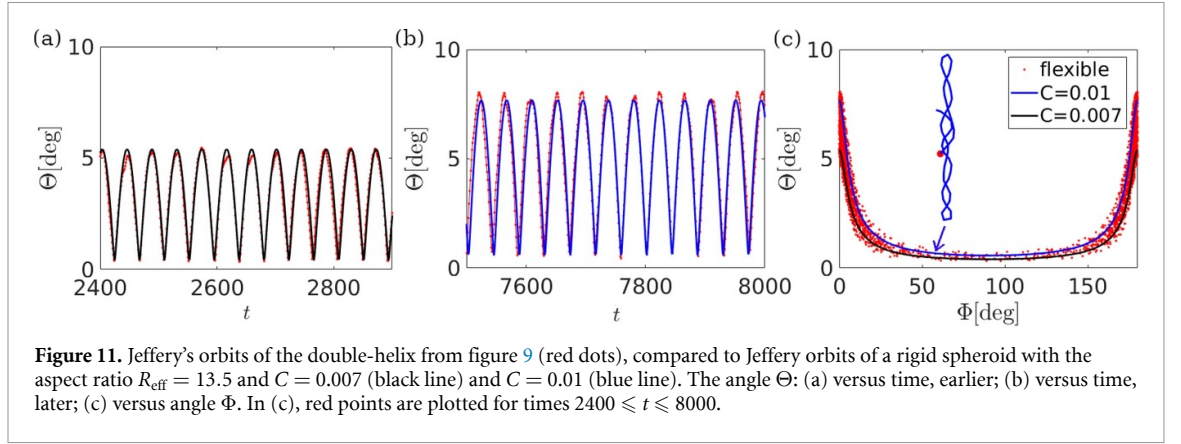 (a)
10
5
0
Θ[deg]
2400
2600
2800
t
(b)
10
5
0
Θ[deg]
7600
7800
8000
t
(c)
10
5
0
Θ[deg]
flexible
C=0.01
C=0.007
0
50
100
150
Φ[deg]
Figure 11. Jeffery's orbits of the double-helix from figure 9 (red dots), compared to Jeffery orbits of a rigid spheroid with the
aspect ratio Reff = 13.5 and C = 0.007 (black line) and C = 0.01 (blue line). The angle Θ: (a) versus time, earlier; (b) versus time,
later; (c) versus angle Φ. In (c), red points are plotted for times 2400 ⩽ t ⩽ 8000.